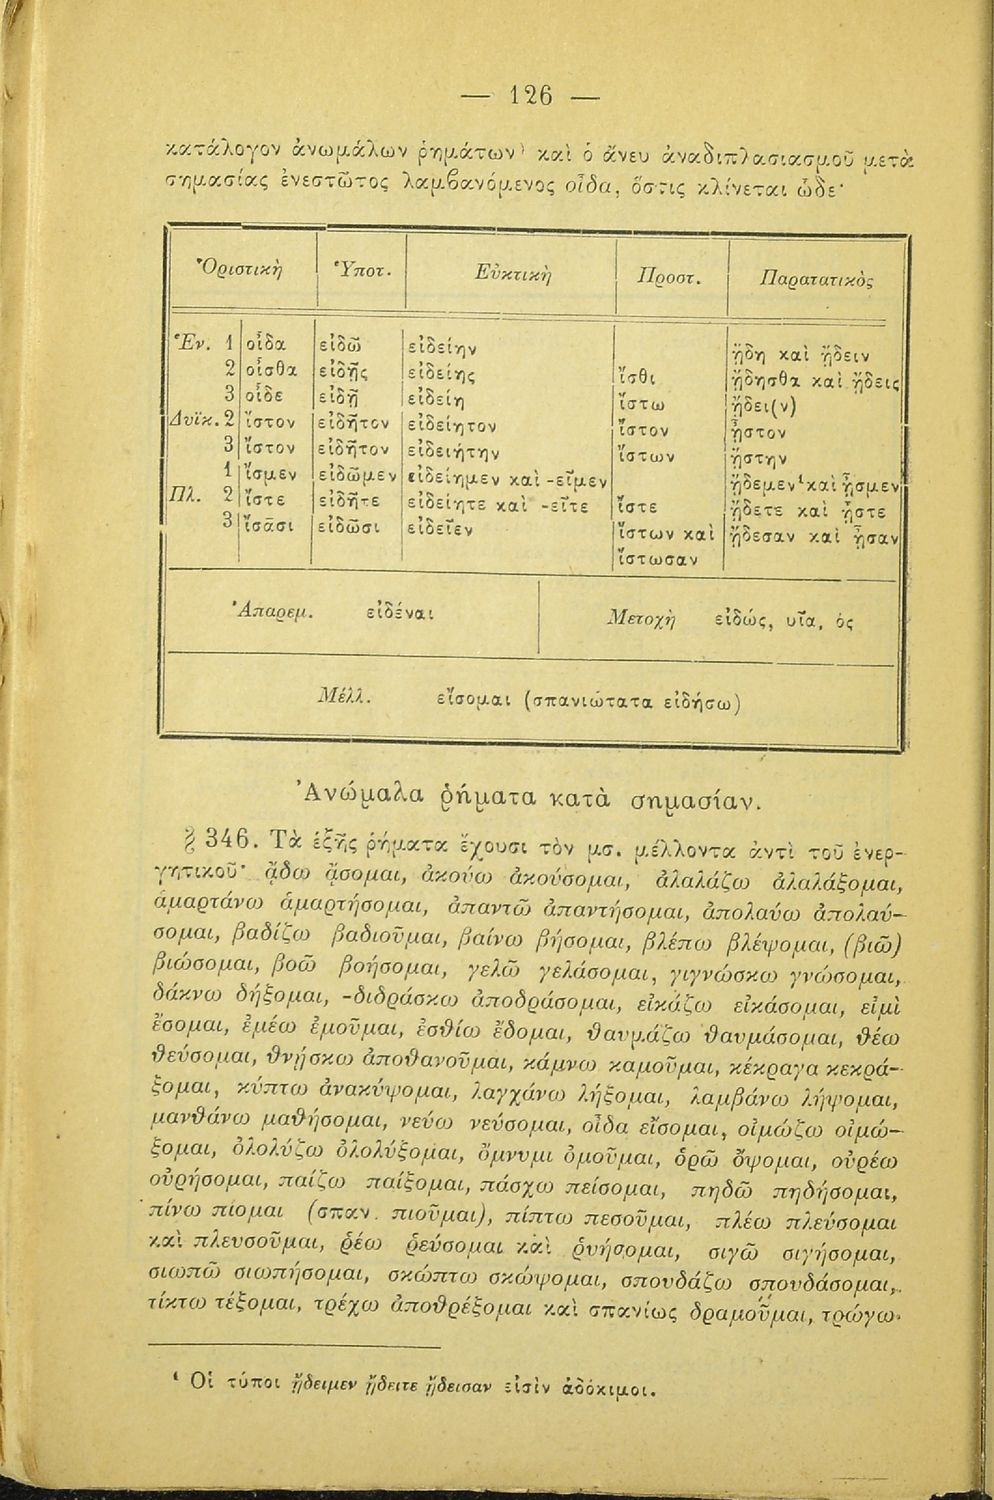 — 126 —
κατάλογον ἀνωμάλων ῥημάτων) καὶ ὁ ἄνευ ἀναδιπλασιασμοῦ μετὰ
σημασίας ἐνεστῶτος λαμβανόμενος οἶδα, ὅστις κλίνεται ὧδε·
Ὁριστικὴ Ὑποτ. Εὐκτικὴ Προστ. Παρατατικὸς
Ἑν. 1 οἶδα εἰδῶ εἰδείην ᾔδη καὶ ᾔδειν
2 οἶσθα εἰδῇς εἰδείης ἴσθι ᾔδησθα καὶ ᾔδεις
3 οἶδε εἰδῇ εἰδείη ἴστω ᾔδει(ν)
Δυϊκ. 2 ἴστον εἰδῆτον εἰδείητον ἴστον ᾖστον
3 ἴστον εἰδῆτον εἰδειήτην ἴστων ᾔστην
1 ἴσμεν εἰδῶμεν εἰδείημεν καὶ -εῖμεν ᾔδεμεν¹ καὶ ᾖσμεν
Πλ. 2 ἴστε εἰδῆτε εἰδείητε καὶ -εῖτε ἴστε ᾔδετε καὶ ᾖστε
3 ἴσᾶσι εἰδῶσι εἰδεῖεν ἴστων καὶ ᾔδεσαν καὶ ᾖσαν
ἴστωσαν
Ἀπαρεμ. εἰδέναι Μετοχὴ εἰδώς, υῖα, ός
Μέλλ. εἴσομαι (σπανιώτατα εἰδήσω)
Ἀνώμαλα ῥήματα κατὰ σημασίαν.
§ 346. Τὰ ἑξῆς ῥήματα ἔχουσι τὸν μσ. μέλλοντα ἀντὶ τοῦ ἐνερ-
γητικοῦ· ᾄδω ᾄσομαι, ἀκούω ἀκούσομαι, ἀλαλάζω ἀλαλάξομαι,
ἁμαρτάνω ἁμαρτήσομαι, ἀπαντῶ ἀπαντήσομαι, ἀπολαύω ἀπολαύ-
σομαι, βαδίζω βαδιοῦμαι, βαίνω βήσομαι, βλέπω βλέψομαι, (βιῶ)
βιώσομαι, βοῶ βοήσομαι, γελῶ γελάσομαι, γιγνώσκω γνώσομαι,
δάκνω δήξομαι, -διδράσκω ἀποδράσομαι, εἰκάζω εἰκάσομαι, εἰμὶ
ἔσομαι, ἐμέω ἐμοῦμαι, ἐσθίω ἔδομαι, θαυμάζω θαυμάσομαι, θέω
θεύσομαι, θνῄσκω ἀποθανοῦμαι, κάμνω καμοῦμαι, κέκραγα κεκρά-
ξομαι, κύπτω ἀνακύψομαι, λαγχάνω λήξομαι, λαμβάνω λήψομαι,
μανθάνω μαθήσομαι, νεύω νεύσομαι, οἶδα εἴσομαι, οἰμώζω οἰμώ-
ξομαι, ὀλολύζω ὀλολύξομαι, ὄμνυμι ὀμοῦμαι, ὁρῶ ὄψομαι, οὐρέω
οὐρήσομαι, παίζω παίξομαι, πάσχω πείσομαι, πηδῶ πηδήσομαι,
πίνω πίομαι (σπαν. πιοῦμαι), πίπτω πεσοῦμαι, πλέω πλεύσομαι
καὶ πλευσοῦμαι, ῥέω ῥεύσομαι καὶ ῥυήσομαι, σιγῶ σιγήσομαι,
σιωπῶ σιωπήσομαι, σκώπτω σκώψομαι, σπουδάζω σπουδάσομαι,
τίκτω τέξομαι, τρέχω ἀποθρέξομαι καὶ σπανίως δραμοῦμαι, τρώγω
¹ Οἱ τύποι ᾔδειμεν ᾔδειτε ᾔδεισαν εἰσὶν ἀδόκιμοι.